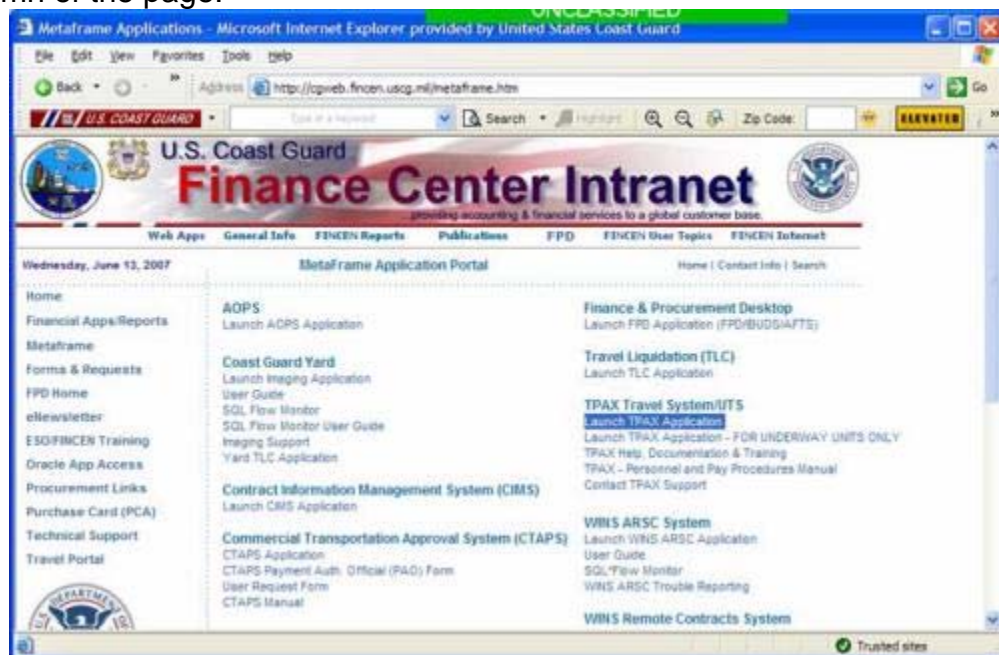 mn of the page.
UNCLASSIFIED
Metaframe Applications - Microsoft Internet Explorer provided by United States Coast Guard
File Edit View Favorites Tools Help
Back Address http://cgweb.fincen.uscg.mil/metaframe.htm Go
U.S. COAST GUARD Search Zip Code: ELEVATED
U.S. Coast Guard
Finance Center Intranet
...providing accounting & financial services to a global customer base.
Web Apps General Info FINCEN Reports Publications FPD FINCEN User Topics FINCEN Internet
Wednesday, June 13, 2007 MetaFrame Application Portal Home | Contact Info | Search
Home
Financial Apps/Reports
Metaframe
Forms & Requests
FPD Home
eNewsletter
ESO/FINCEN Training
Oracle App Access
Procurement Links
Purchase Card (PCA)
Technical Support
Travel Portal
AOPS
Launch AOPS Application
Coast Guard Yard
Launch Imaging Application
User Guide
SQL Flow Monitor
SQL Flow Monitor User Guide
Imaging Support
Yard TLC Application
Contract Information Management System (CIMS)
Launch CIMS Application
Commercial Transportation Approval System (CTAPS)
CTAPS Application
CTAPS Payment Auth. Official (PAO) Form
User Request Form
CTAPS Manual
Finance & Procurement Desktop
Launch FPD Application (FPD/BUDS/AFTS)
Travel Liquidation (TLC)
Launch TLC Application
TPAX Travel System/UTS
Launch TPAX Application
Launch TPAX Application - FOR UNDERWAY UNITS ONLY
TPAX Help, Documentation & Training
TPAX - Personnel and Pay Procedures Manual
Contact TPAX Support
WINS ARSC System
Launch WINS ARSC Application
User Guide
SQL*Flow Monitor
WINS ARSC Trouble Reporting
WINS Remote Contracts System
Trusted sites